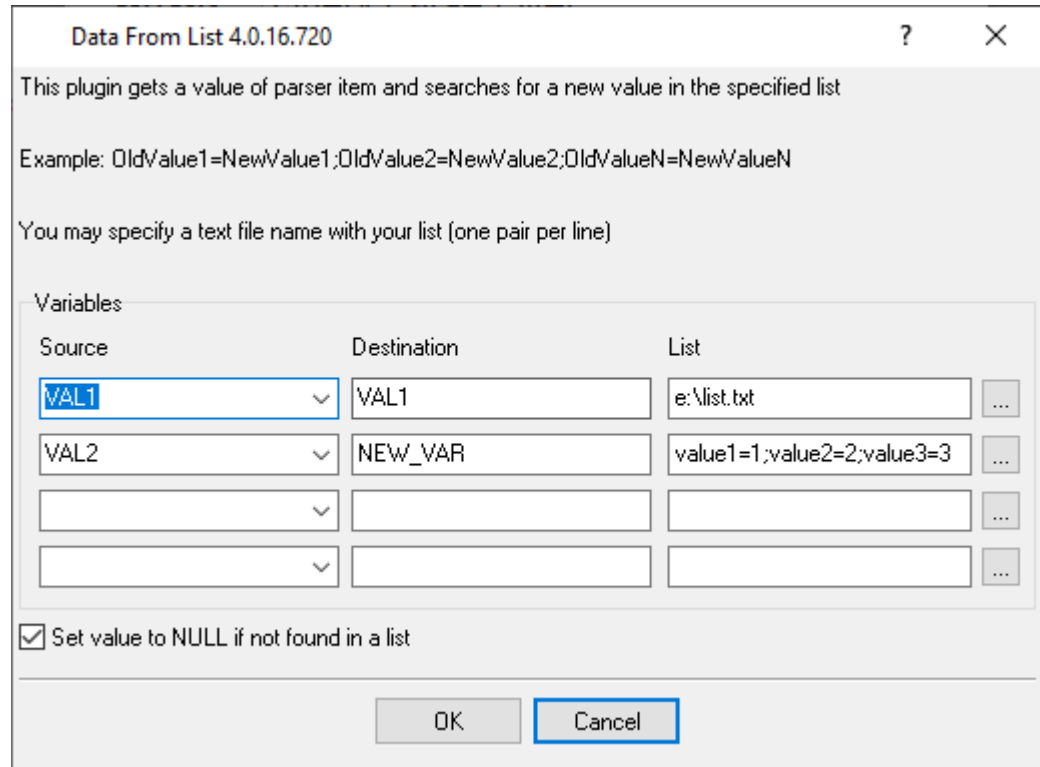 Data From List 4.0.16.720
?
This plugin gets a value of parser item and searches for a new value in the specified list
Example: OldValue1=NewValue1;OldValue2=NewValue2;OldValueN=NewValueN
You may specify a text file name with your list (one pair per line)
Variables
Source Destination List
VAL1 VAL1 e:\list.txt ...
VAL2 NEW_VAR value1=1;value2=2;value3=3 ...
...
...
Set value to NULL if not found in a list
OK Cancel